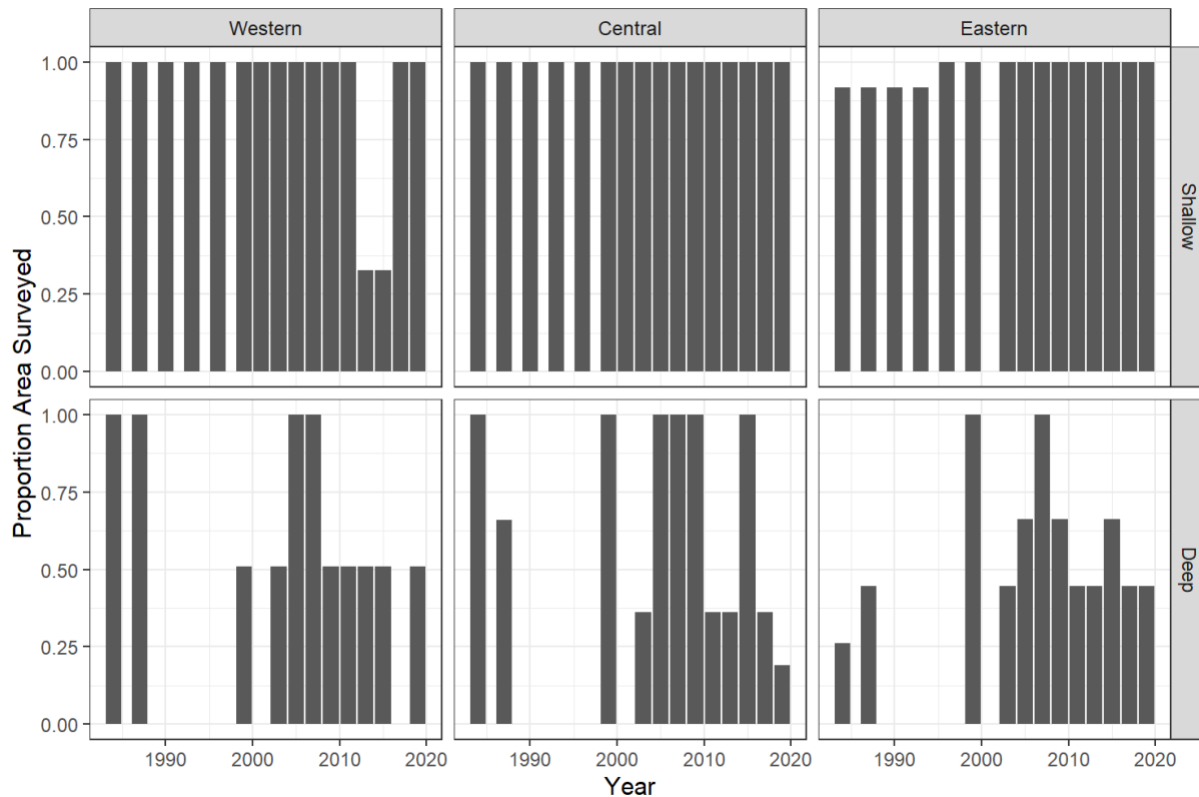 Western Central Eastern
Proportion Area Surveyed
1.00
0.75
0.50
0.25
0.00
Shallow
1.00
0.75
0.50
0.25
0.00
Deep
1990 2000 2010 2020 1990 2000 2010 2020 1990 2000 2010 2020
Year